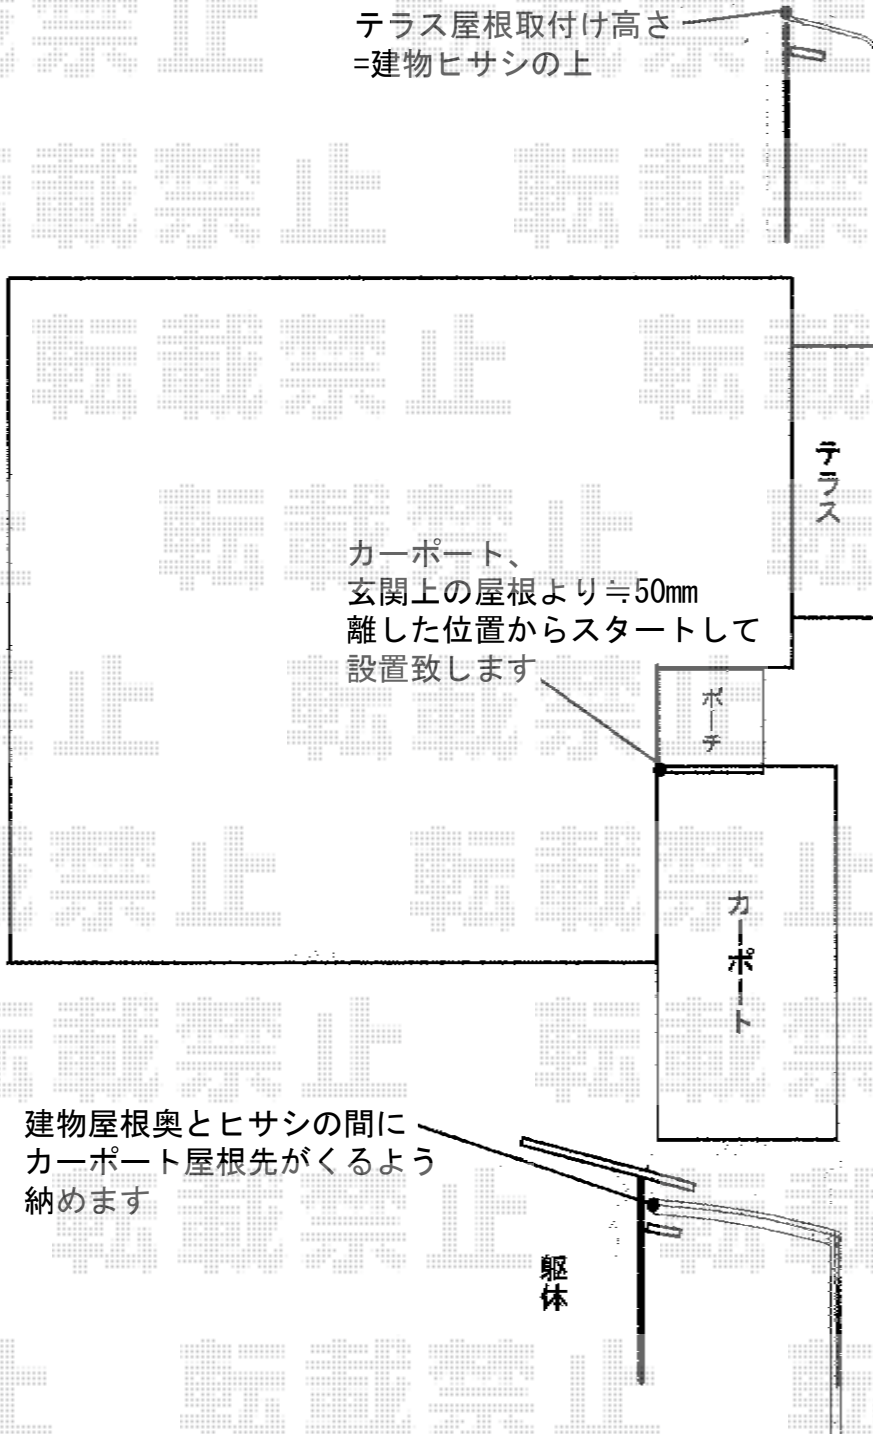 テラス屋根取付け高さ
=建物ヒサシの上
テラス
カーポート、
玄関上の屋根より≒50mm
離した位置からスタートして
設置致します
ポーチ
カーポート
建物屋根奥とヒサシの間に
カーポート屋根先がくるよう
納めます
躯体
転載禁止